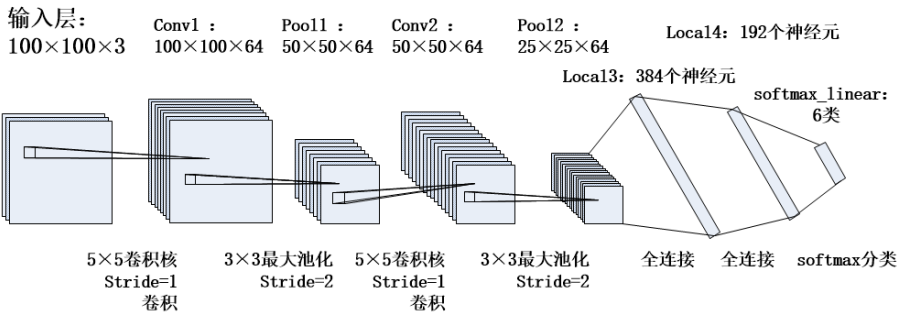 输入层：
100×100×3
Conv1 :
100×100×64
Pool1 :
50×50×64
Conv2 :
50×50×64
Pool2 :
25×25×64
Local4: 192个神经元
Local3: 384个神经元
softmax_linear:
6类
5×5卷积核
Stride=1
卷积
3×3最大池化
Stride=2
5×5卷积核
Stride=1
卷积
3×3最大池化
Stride=2
全连接
全连接
softmax分类